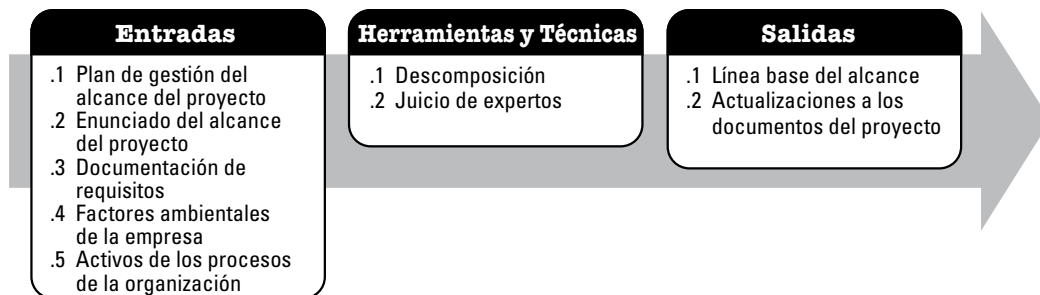 Entradas
.1 Plan de gestión del
alcance del proyecto
.2 Enunciado del alcance
del proyecto
.3 Documentación de
requisitos
.4 Factores ambientales
de la empresa
.5 Activos de los procesos
de la organización
Herramientas y Técnicas
.1 Descomposición
.2 Juicio de expertos
Salidas
.1 Línea base del alcance
.2 Actualizaciones a los
documentos del proyecto